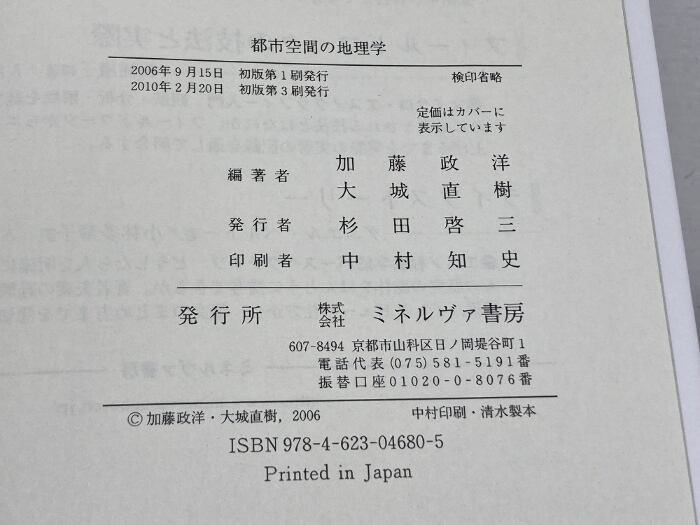 都市空間の地理学
2006年9月15日 初版第1刷発行 検印省略
2010年2月20日 初版第3刷発行
定価はカバーに
表示しています
編著者 加藤政洋
大城直樹
発行者 杉田啓三
印刷者 中村知史
発行所 株式会社 ミネルヴァ書房
607-8494 京都市山科区日ノ岡堤谷町1
電話代表(075)581-5191番
振替口座01020-0-8076番
©加藤政洋・大城直樹, 2006 中村印刷・清水製本
ISBN978-4-623-04680-5
Printed in Japan